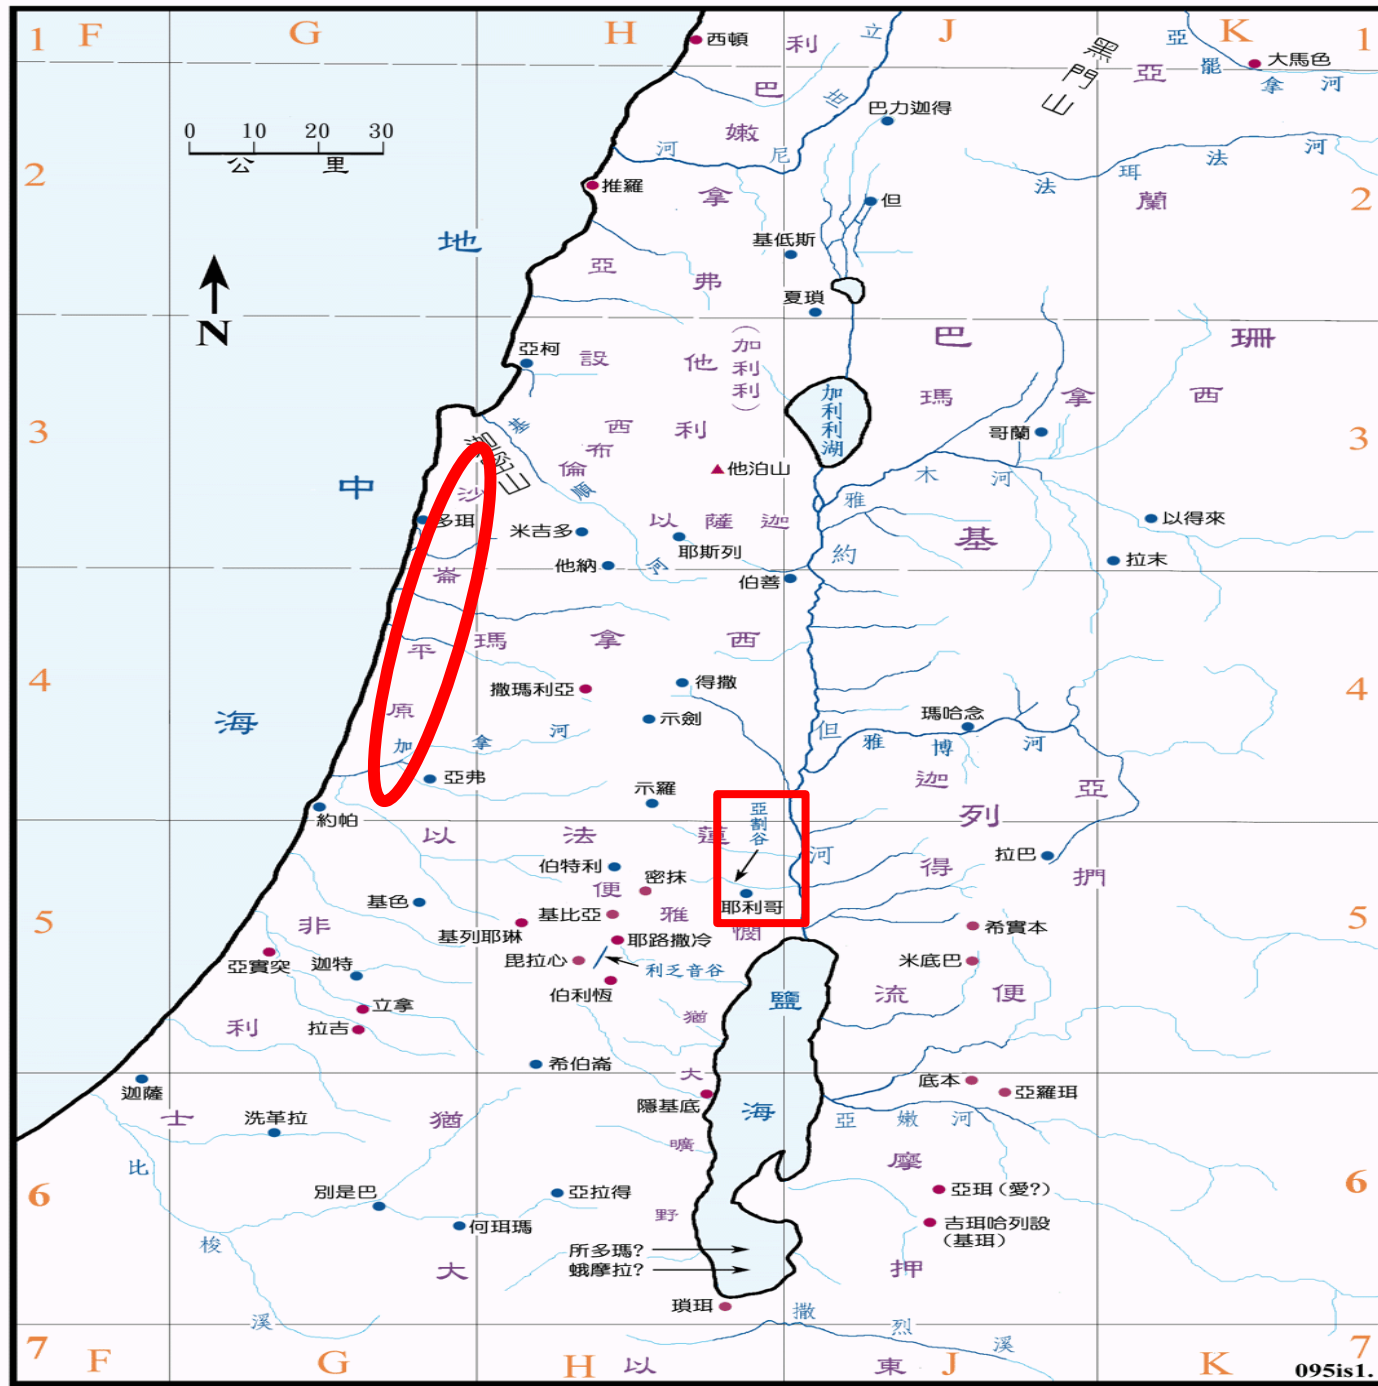 F G H J K
1 1
西頓
利
立
黑門山
亞
罷
拿
河
大馬色
亞
巴
坦
巴力迦得
嫩
0 10 20 30
公里
河
尼
法
珥
法
河
2 2
推羅
拿
但
蘭
地
基低斯
亞
弗
N
夏瑣
亞柯
設
他
(加利利)
巴
珊
加利利湖
瑪
拿
西
基
迦密山
西
布
倫
利
哥蘭
3 3
中
沙
順
他泊山
雅
木
河
多珥
米吉多
以薩迦
耶斯列
約
基
以得來
他納
河
伯善
拉末
崙
平
瑪
拿
西
4 4
原
撒瑪利亞
得撒
海
示劍
瑪哈念
加
拿
河
但
雅
博
河
亞弗
示羅
迦
亞
約帕
亞割谷
列
以
法
蓮
河
拉巴
伯特利
得
捫
密抹
便
雅
憫
基色
基比亞
耶利哥
5 5
非
基列耶琳
耶路撒冷
希實本
亞實突
迦特
毘拉心
利乏音谷
米底巴
伯利恆
鹽
流
便
立拿
拉吉
利
猶
希伯崙
大
底本
迦薩
隱基底
亞羅珥
士
洗革拉
猶
海
亞
嫩
河
曠
比
摩
6 6
別是巴
亞拉得
亞珥(愛?)
何珥瑪
野
吉珥哈列設
(基珥)
梭
所多瑪?
大
蛾摩拉?
押
瑣珥
溪
撒
烈
溪
7 7
F G H 以 東 J K
095is1.